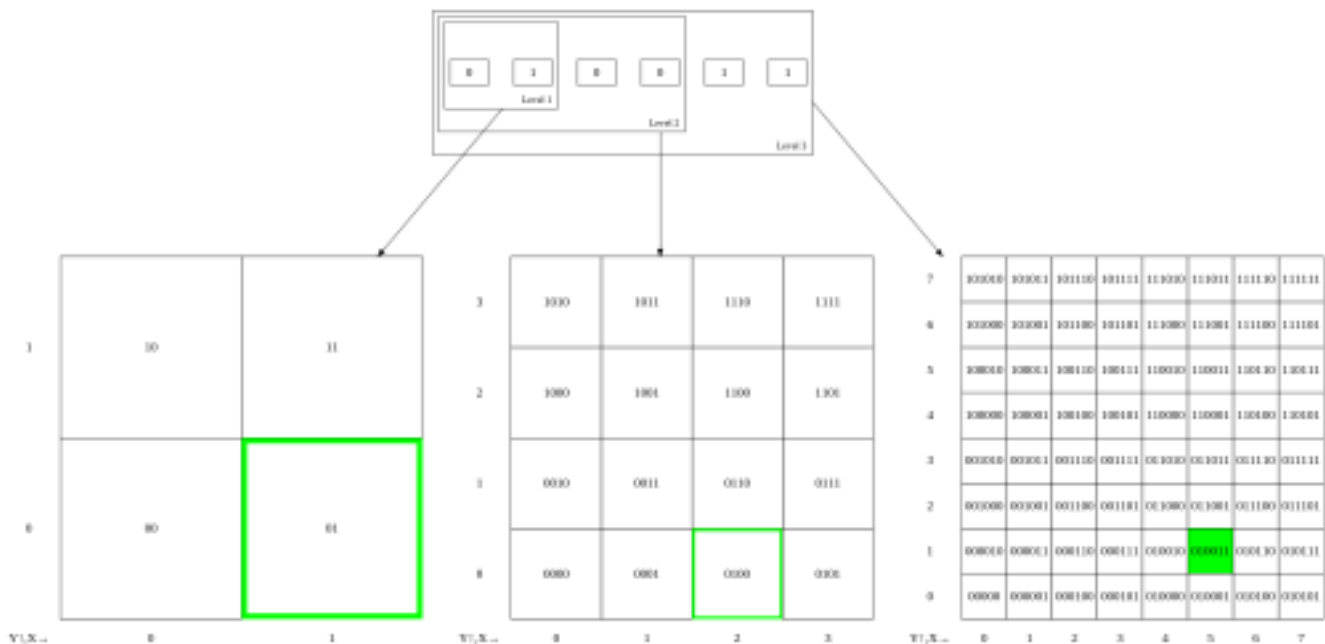 0 1 0 0 1 1
Level 1
Level 2
Level 3
1 10 11
0 00 01
Y↑,X→ 0 1
3 1010 1011 1110 1111
2 1000 1001 1100 1101
1 0010 0011 0110 0111
0 0000 0001 0100 0101
Y↑,X→ 0 1 2 3
7 101010 101011 101110 101111 111010 111011 111110 111111
6 101000 101001 101100 101101 111000 111001 111100 111101
5 100010 100011 100110 100111 110010 110011 110110 110111
4 100000 100001 100100 100101 110000 110001 110100 110101
3 001010 001011 001110 001111 011010 011011 011110 011111
2 001000 001001 001100 001101 011000 011001 011100 011101
1 000010 000011 000110 000111 010010 010011 010110 010111
0 00000 000001 000100 000101 010000 010001 010100 010101
Y↑,X→ 0 1 2 3 4 5 6 7